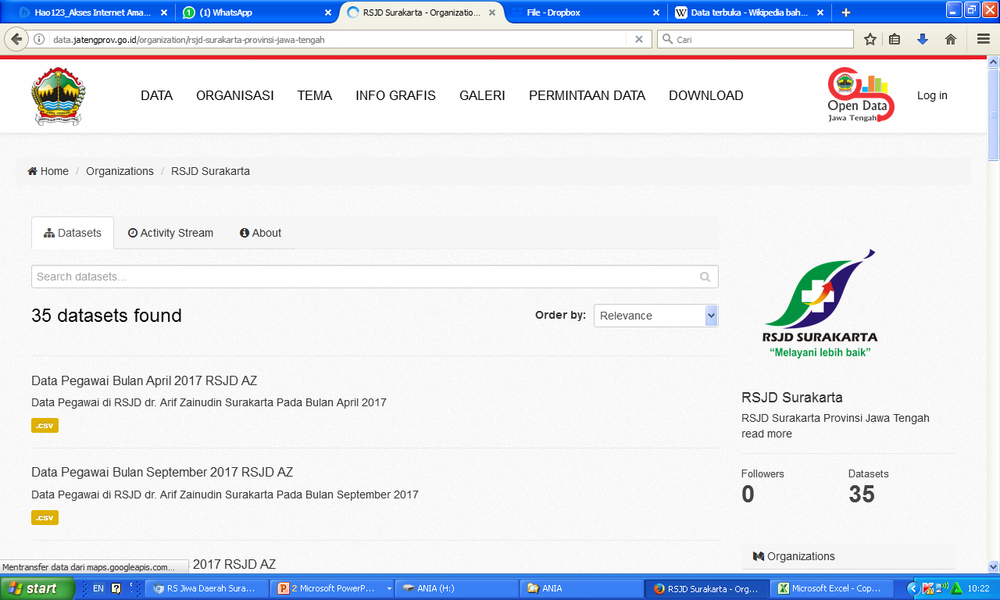 Hao123_Akses Internet Ama...
(1) WhatsApp
RSJD Surakarta - Organizatio...
File - Dropbox
Data terbuka - Wikipedia bah...
data.jatengprov.go.id/organization/rsjd-surakarta-provinsi-jawa-tengah
Cari
DATA ORGANISASI TEMA INFO GRAFIS GALERI PERMINTAAN DATA DOWNLOAD
Open Data
Jawa Tengah
Log in
Home / Organizations / RSJD Surakarta
Datasets Activity Stream About
Search datasets...
35 datasets found
Order by: Relevance
Data Pegawai Bulan April 2017 RSJD AZ
Data Pegawai di RSJD dr. Arif Zainudin Surakarta Pada Bulan April 2017
.csv
Data Pegawai Bulan September 2017 RSJD AZ
Data Pegawai di RSJD dr. Arif Zainudin Surakarta Pada Bulan September 2017
.csv
2017 RSJD AZ
RSJD SURAKARTA
“Melayani lebih baik”
RSJD Surakarta
RSJD Surakarta Provinsi Jawa Tengah
read more
Followers
0
Datasets
35
Organizations
Mentransfer data dari maps.googleapis.com...
start
EN
RS Jiwa Daerah Sura...
2 Microsoft PowerP...
ANIA (H:)
ANIA
RSJD Surakarta - Org...
Microsoft Excel - Cop...
10:22